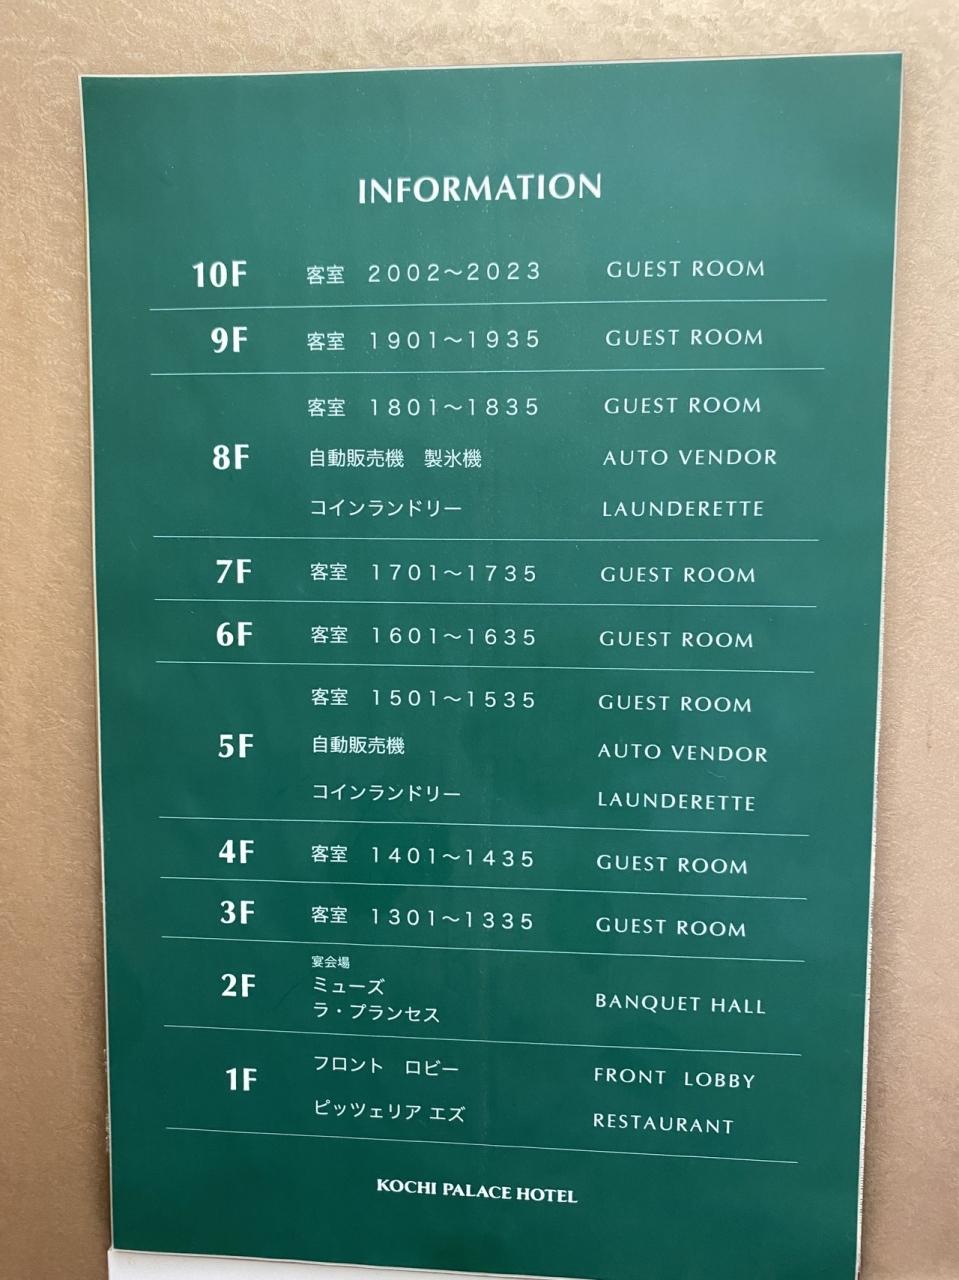 INFORMATION
10F 客室 2002〜2023 GUEST ROOM
9F 客室 1901〜1935 GUEST ROOM
客室 1801〜1835 GUEST ROOM
8F 自動販売機 製氷機 AUTO VENDOR
コインランドリー LAUNDERETTE
7F 客室 1701〜1735 GUEST ROOM
6F 客室 1601〜1635 GUEST ROOM
客室 1501〜1535 GUEST ROOM
5F 自動販売機 AUTO VENDOR
コインランドリー LAUNDERETTE
4F 客室 1401〜1435 GUEST ROOM
3F 客室 1301〜1335 GUEST ROOM
宴会場
2F ミューズ BANQUET HALL
ラ・プランセス
1F フロント ロビー FRONT LOBBY
ピッツェリア エズ RESTAURANT
KOCHI PALACE HOTEL